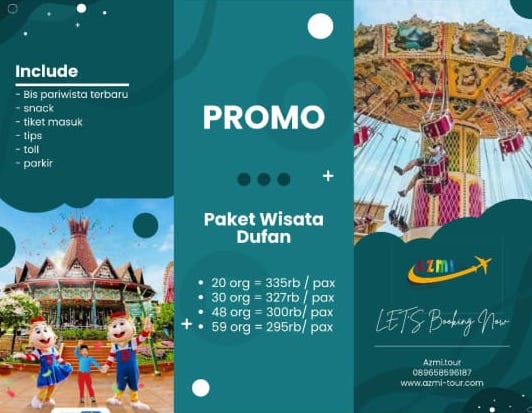 Include
- Bis pariwista terbaru
- snack
- tiket masuk
- tips
- toll
- parkir
PROMO
Paket Wisata
Dufan
• 20 org = 335rb / pax
• 30 org = 327rb / pax
• 48 org = 300rb/ pax
• 59 org = 295rb/ pax
AZMI
LETS Booking Now
Azmi.tour
089658596187
www.azmi-tour.com